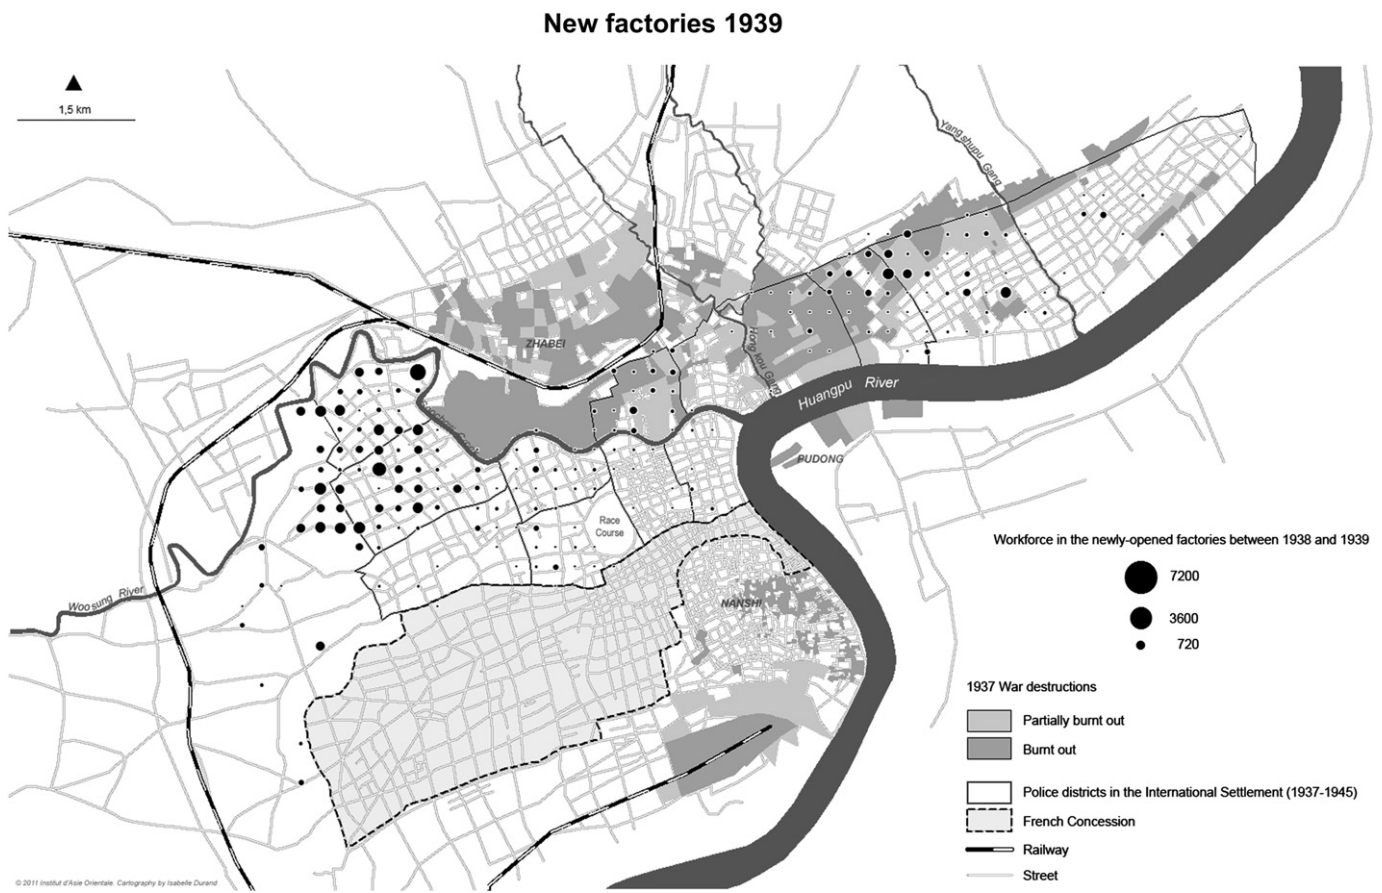 New factories 1939
1,5 km
Yangshupu Gang
ZHABEI
Hong kou Gang
Huangpu River
PUDONG
Race
Course
Woosung River
NANSHI
Workforce in the newly-opened factories between 1938 and 1939
7200
3600
720
1937 War destructions
Partially burnt out
Burnt out
Police districts in the International Settlement (1937-1945)
French Concession
Railway
Street
© 2011 Institut d'Asie Orientale. Cartography by Isabelle Durand